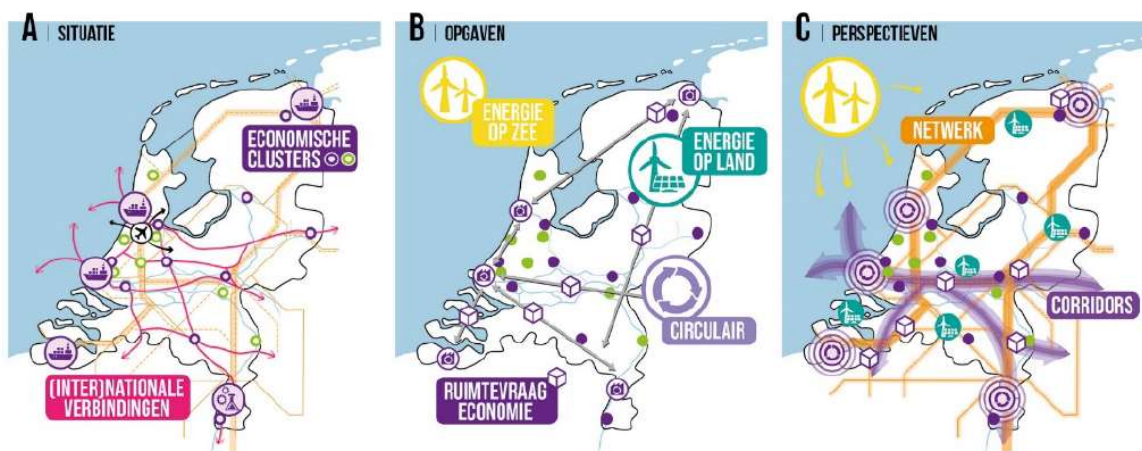 A | SITUATIE
ECONOMISCHE
CLUSTERS
(INTER)NATIONALE
VERBINDINGEN
B | OPGAVEN
ENERGIE
OP ZEE
ENERGIE
OP LAND
CIRCULAIR
RUIMTEVRAAG
ECONOMIE
C | PERSPECTIEVEN
NETWERK
CORRIDORS